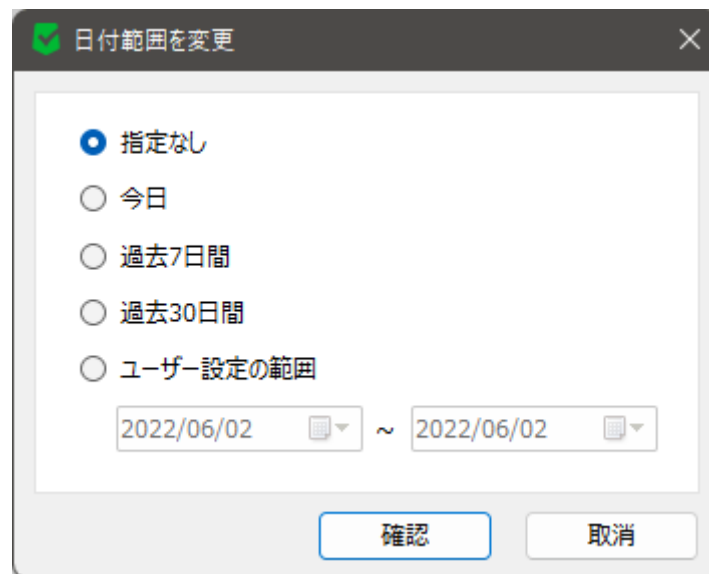 日付範囲を変更
指定なし
今日
過去7日間
過去30日間
ユーザー設定の範囲
2022/06/02 ~ 2022/06/02
確認 取消